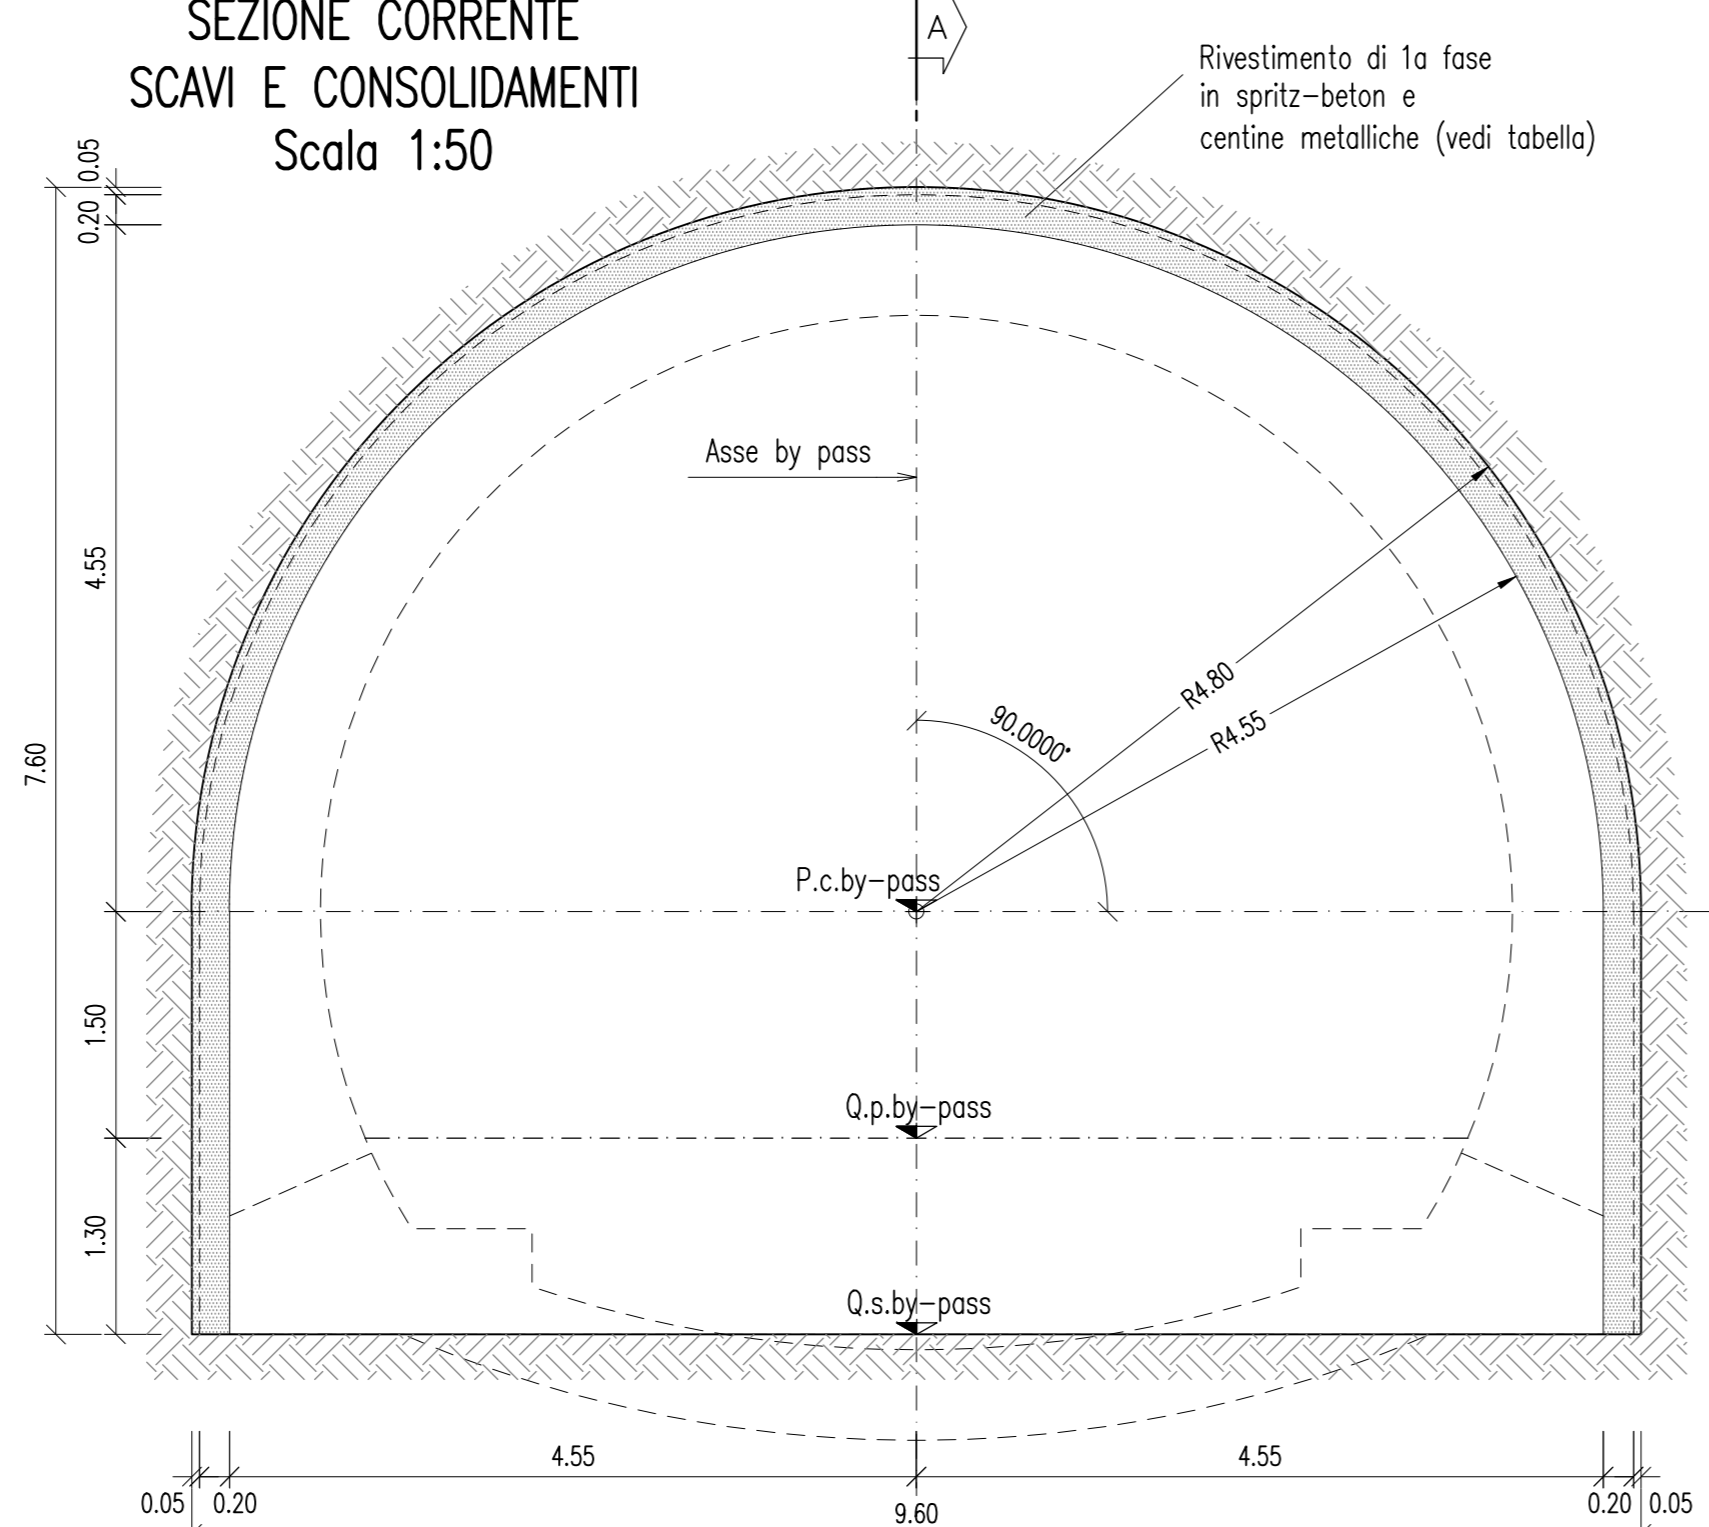 SEZIONE CORRENTE
SCAVI E CONSOLIDAMENTI
Scala 1:50
A
Rivestimento di 1a fase
in spritz-beton e
centine metalliche (vedi tabella)
0.05
0.20
4.55
7.60
1.50
1.30
Asse by pass
R4.80
R4.55
90.0000°
P.c.by-pass
Q.p.by-pass
Q.s.by-pass
4.55
4.55
0.05
0.20
9.60
0.20
0.05